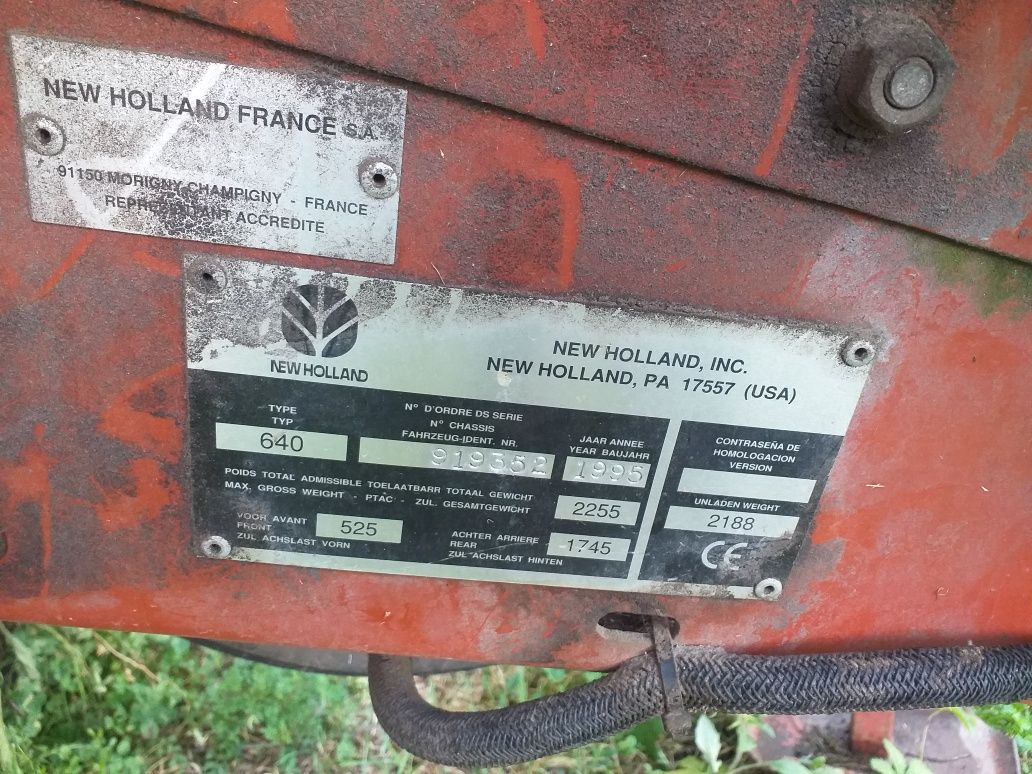 NEW HOLLAND FRANCE S.A.
91150 MORIGNY CHAMPIGNY - FRANCE
REPRESENTANT ACCREDITE
NEW HOLLAND
NEW HOLLAND, INC.
NEW HOLLAND, PA 17557 (USA)
TYPE
TYP
640
N° D'ORDRE DS SERIE
N° CHASSIS
FAHRZEUG-IDENT. NR.
919352
JAAR ANNEE
YEAR BAUJAHR
1995
CONTRASEÑA DE
HOMOLOGACION
VERSION
POIDS TOTAL ADMISSIBLE TOELAATBARR TOTAAL GEWICHT
MAX. GROSS WEIGHT - PTAC - ZUL. GESAMTGEWICHT
2255
UNLADEN WEIGHT
2188
VOOR AVANT
FRONT
ZUL ACHSLAST VORN
525
ACHTER ARRIERE
REAR
ZUL ACHSLAST HINTEN
1745
CE